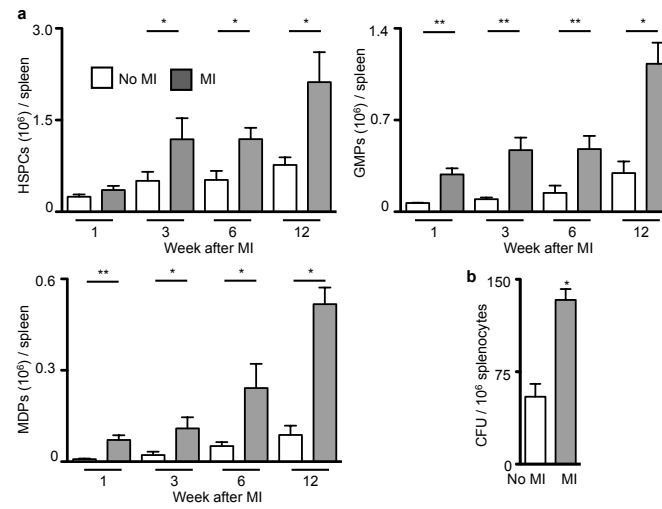 a
3.0
1.5
0
HSPCs (10⁶) / spleen
No MI
MI
*
*
*
1
3
6
12
Week after MI
1.4
0.7
0
GMPs (10⁶) / spleen
**
**
**
*
1
3
6
12
Week after MI
0.6
0.3
0
MDPs (10⁶) / spleen
**
*
*
*
1
3
6
12
Week after MI
b
150
75
0
CFU / 10⁶ splenocytes
*
No MI
MI